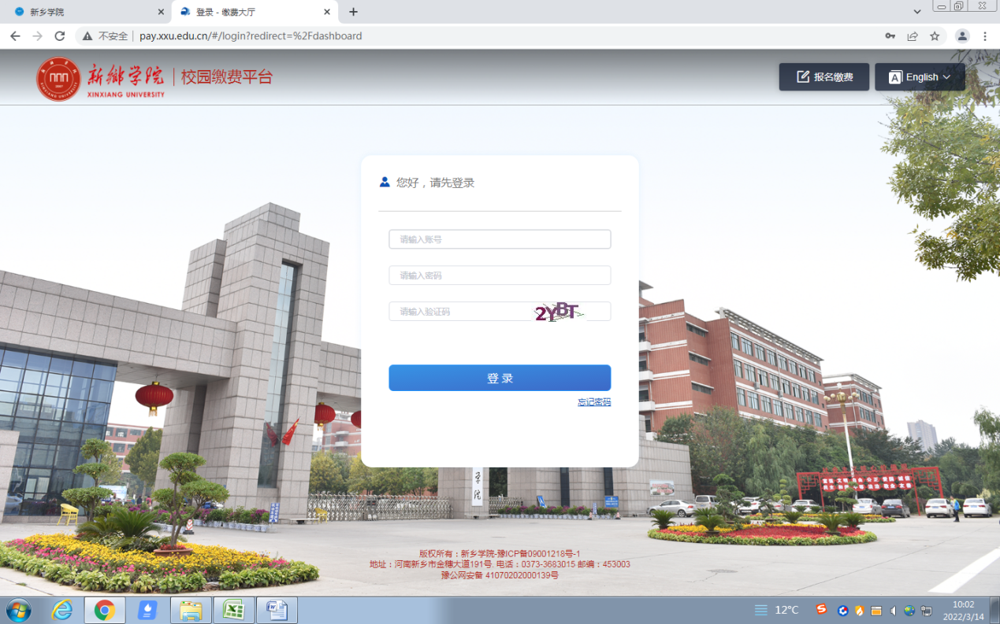 新乡学院
登录 - 缴费大厅
不安全
pay.xxu.edu.cn/#/login?redirect=%2Fdashboard
新乡学院 校园缴费平台
XINXIANG UNIVERSITY
报名缴费
English
您好，请先登录
请输入账号
请输入密码
请输入验证码
2YBT
登 录
忘记密码
学院
版权所有：新乡学院-豫ICP备09001218号-1
地址：河南新乡市金穗大道191号. 电话：0373-3683015 邮编：453003
豫公网安备 41070202000139号
12°C
10:02
2022/3/14